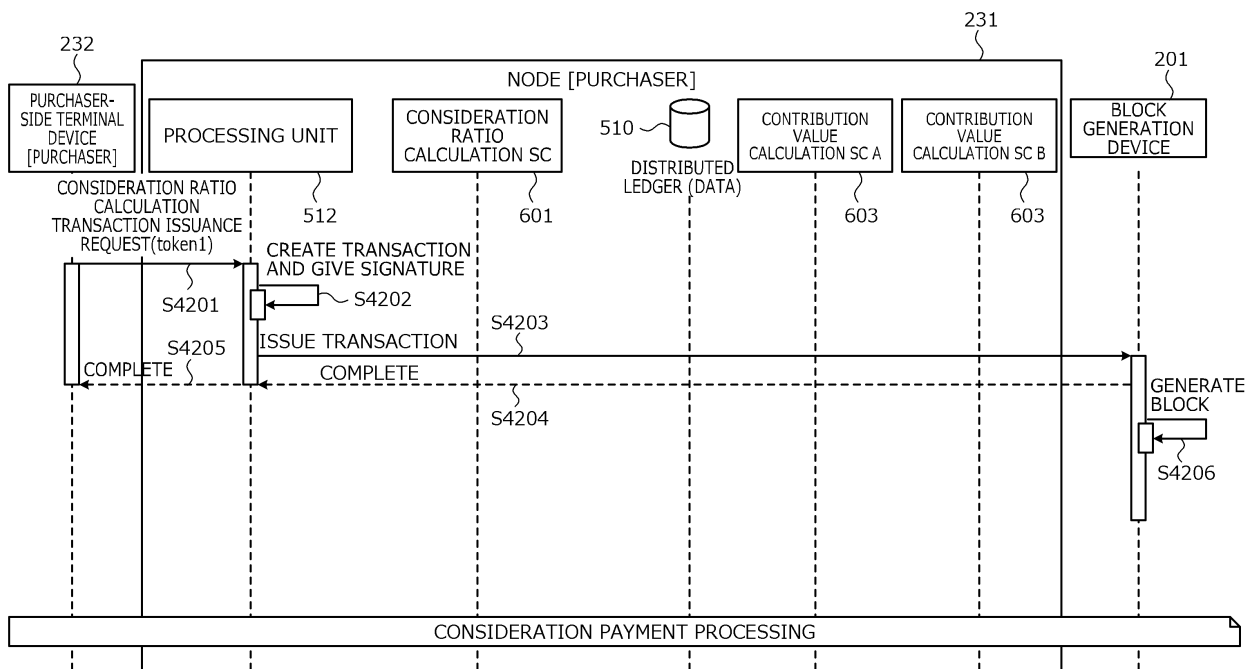 231
232
201
NODE [PURCHASER]
PURCHASER-
SIDE TERMINAL
DEVICE
[PURCHASER]
PROCESSING UNIT
512
CONSIDERATION
RATIO
CALCULATION SC
601
510
DISTRIBUTED
LEDGER (DATA)
CONTRIBUTION
VALUE
CALCULATION SC A
603
CONTRIBUTION
VALUE
CALCULATION SC B
603
BLOCK
GENERATION
DEVICE
CONSIDERATION RATIO
CALCULATION
TRANSACTION ISSUANCE
REQUEST(token1)
S4201
CREATE TRANSACTION
AND GIVE SIGNATURE
S4202
ISSUE TRANSACTION
S4203
COMPLETE
S4205
COMPLETE
S4204
GENERATE
BLOCK
S4206
CONSIDERATION PAYMENT PROCESSING